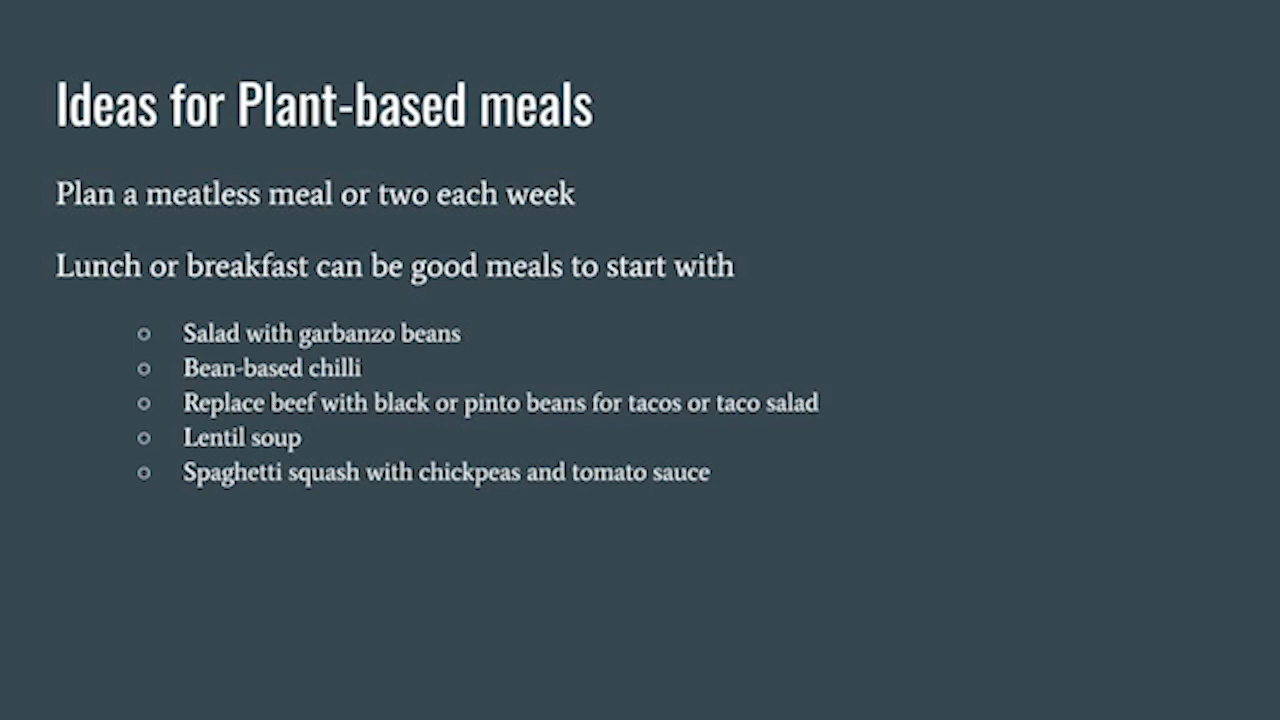 Ideas for Plant-based meals
Plan a meatless meal or two each week
Lunch or breakfast can be good meals to start with
Salad with garbanzo beans
Bean-based chilli
Replace beef with black or pinto beans for tacos or taco salad
Lentil soup
Spaghetti squash with chickpeas and tomato sauce